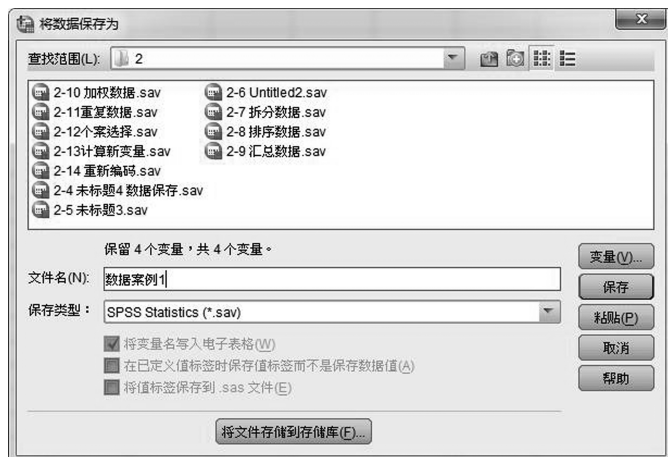 将数据保存为
查找范围(L): 2
2-10 加权数据.sav
2-11重复数据.sav
2-12个案选择.sav
2-13计算新变量.sav
2-14 重新编码.sav
2-4 未标题4 数据保存.sav
2-5 未标题3.sav
2-6 Untitled2.sav
2-7 拆分数据.sav
2-8 排序数据.sav
2-9 汇总数据.sav
保留 4 个变量，共 4 个变量。
文件名(N): 数据案例1
保存类型： SPSS Statistics (*.sav)
将变量名写入电子表格(W)
在已定义值标签时保存值标签而不是保存数据值(A)
将值标签保存到 .sas 文件(E)
变量(V)...
保存
粘贴(P)
取消
帮助
将文件存储到存储库(F)...